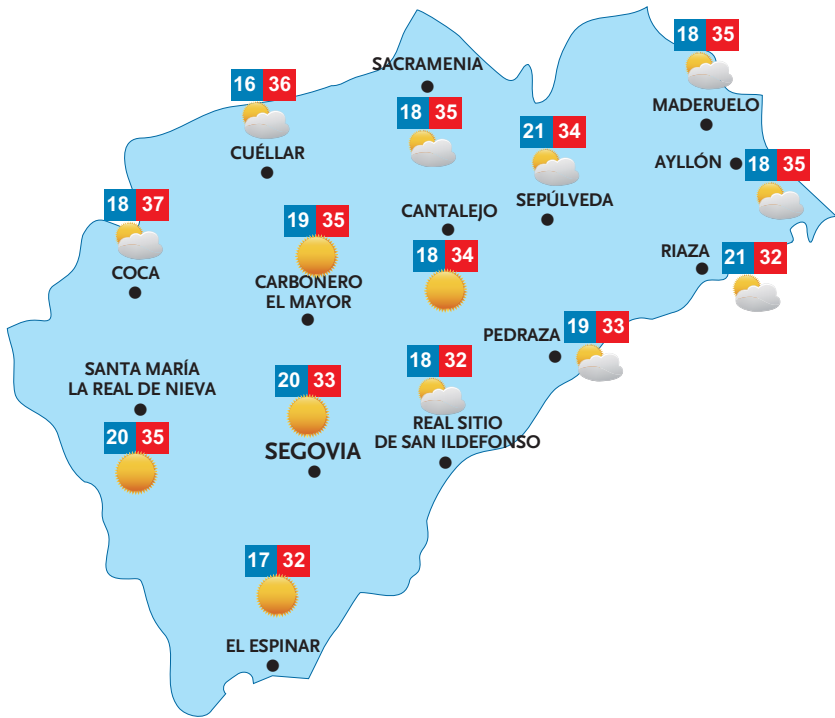 18 35
MADERUELO
SACRAMENIA
18 35
16 36
CUÉLLAR
21 34
SEPÚLVEDA
AYLLÓN
18 35
18 37
COCA
19 35
CARBONERO
EL MAYOR
CANTALEJO
18 34
RIAZA
21 32
PEDRAZA
19 33
SANTA MARÍA
LA REAL DE NIEVA
20 35
20 33
SEGOVIA
18 32
REAL SITIO
DE SAN ILDEFONSO
17 32
EL ESPINAR